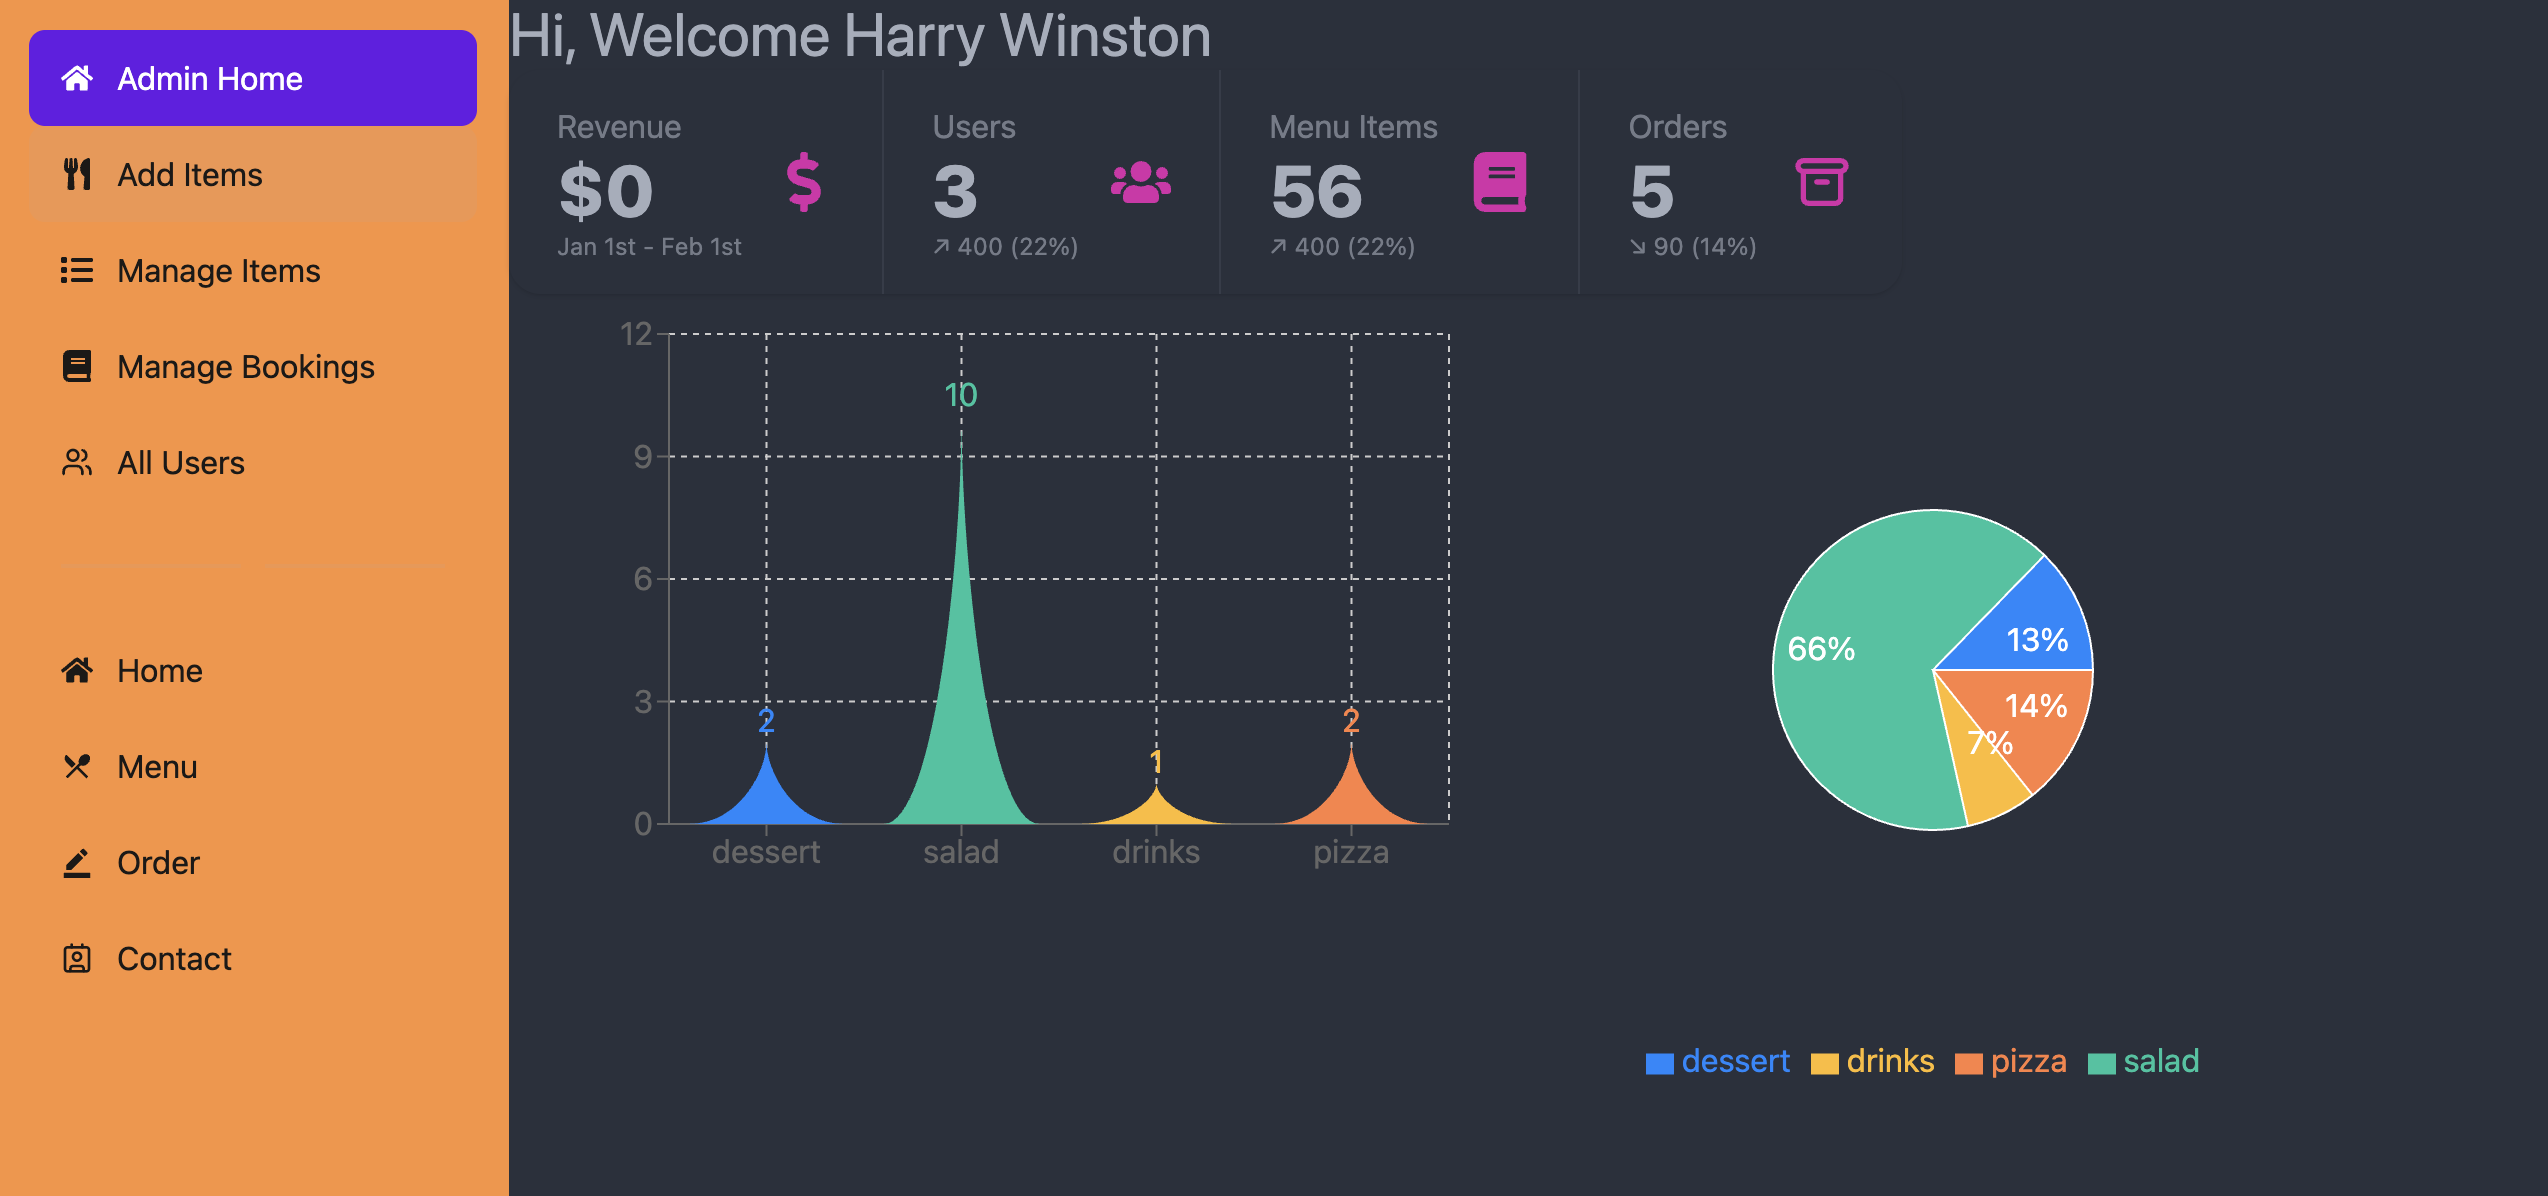 Admin Home
Add Items
Manage Items
Manage Bookings
All Users
Home
Menu
Order
Contact
Hi, Welcome Harry Winston
Revenue
$0
Jan 1st - Feb 1st
Users
3
↗︎ 400 (22%)
Menu Items
56
↗︎ 400 (22%)
Orders
5
↘︎ 90 (14%)
12
9
6
3
0
2
10
1
2
dessert salad drinks pizza
66%
13%
14%
7%
dessert drinks pizza salad